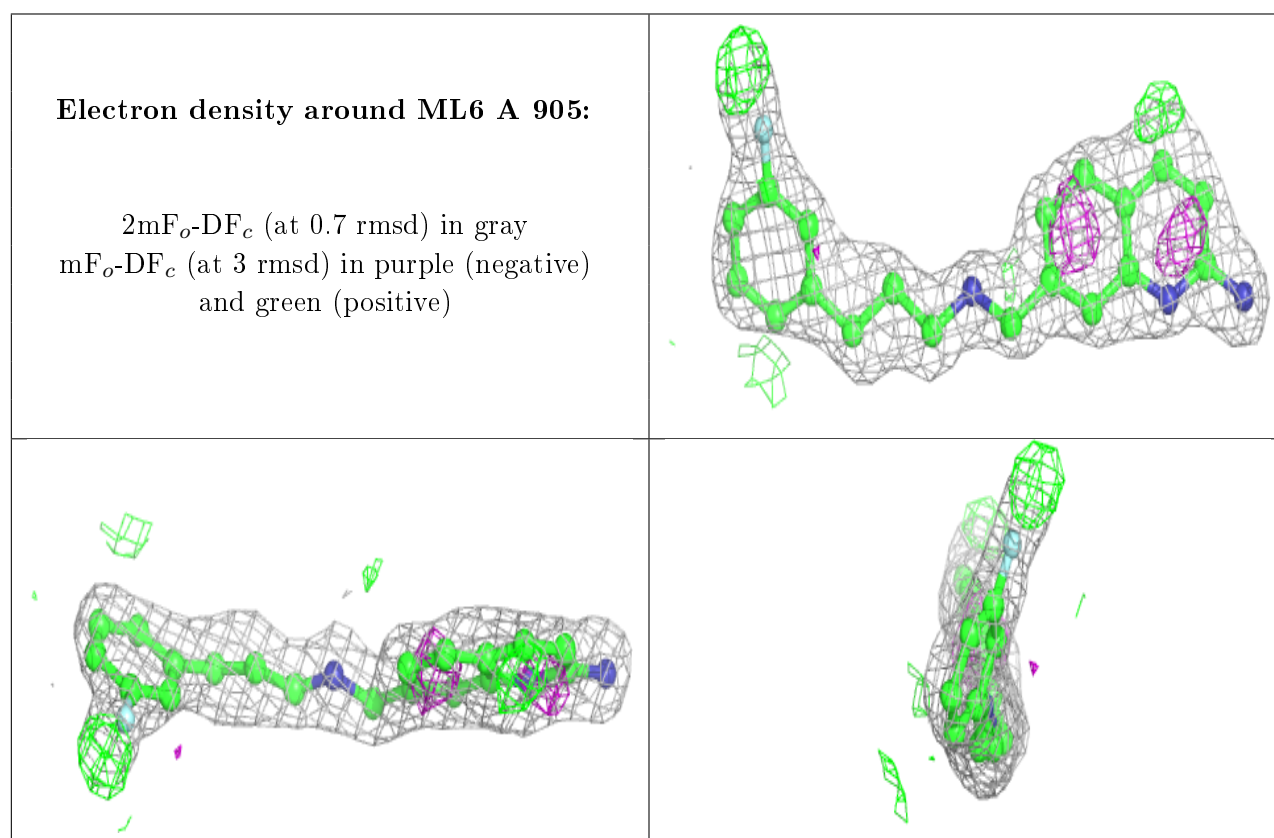 Electron density around ML6 A 905:
2mFₒ-DF𝒸 (at 0.7 rmsd) in gray
mFₒ-DF𝒸 (at 3 rmsd) in purple (negative)
and green (positive)